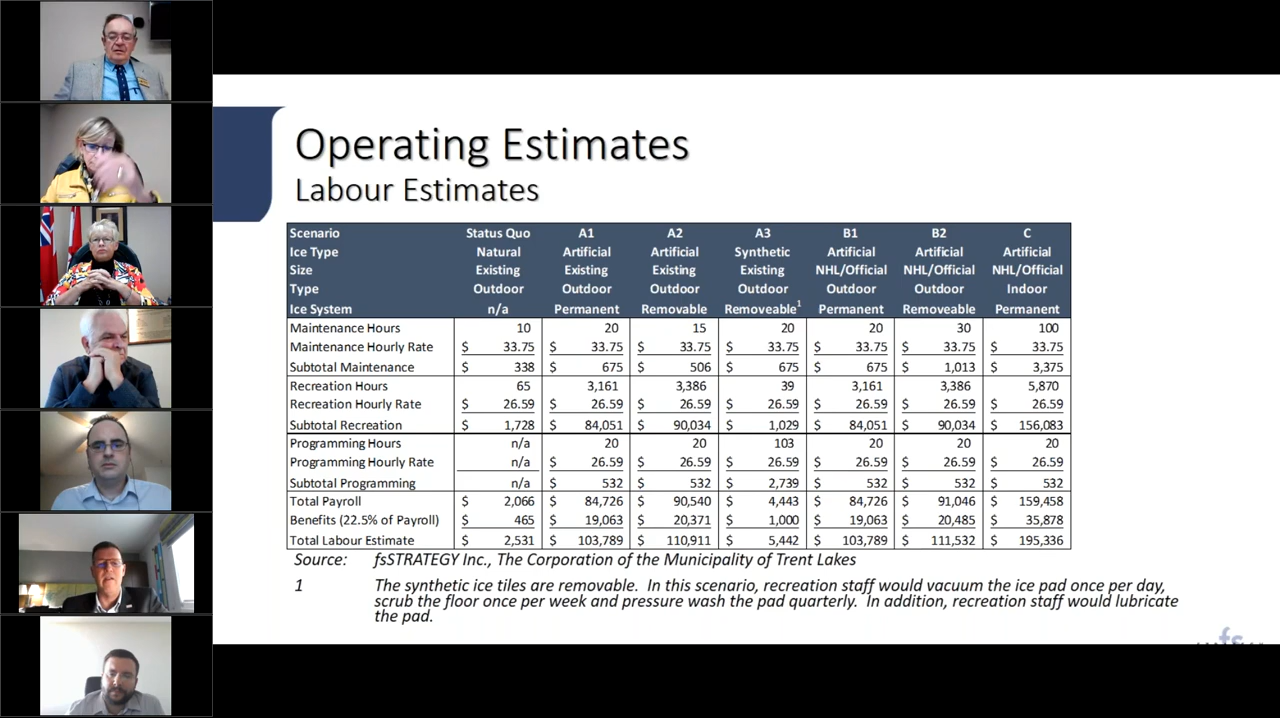 Operating Estimates
Labour Estimates
Scenario Status Quo A1 A2 A3 B1 B2 C
Ice Type Natural Artificial Artificial Synthetic Artificial Artificial Artificial
Size Existing Existing Existing Existing NHL/Official NHL/Official NHL/Official
Type Outdoor Outdoor Outdoor Outdoor Outdoor Outdoor Indoor
Ice System n/a Permanent Removable Removeable1 Permanent Removeable Permanent
Maintenance Hours 10 20 15 20 20 30 100
Maintenance Hourly Rate $ 33.75 $ 33.75 $ 33.75 $ 33.75 $ 33.75 $ 33.75 $ 33.75
Subtotal Maintenance $ 338 $ 675 $ 506 $ 675 $ 675 $ 1,013 $ 3,375
Recreation Hours 65 3,161 3,386 39 3,161 3,386 5,870
Recreation Hourly Rate $ 26.59 $ 26.59 $ 26.59 $ 26.59 $ 26.59 $ 26.59 $ 26.59
Subtotal Recreation $ 1,728 $ 84,051 $ 90,034 $ 1,029 $ 84,051 $ 90,034 $ 156,083
Programming Hours n/a 20 20 103 20 20 20
Programming Hourly Rate n/a $ 26.59 $ 26.59 $ 26.59 $ 26.59 $ 26.59 $ 26.59
Subtotal Programming n/a $ 532 $ 532 $ 2,739 $ 532 $ 532 $ 532
Total Payroll $ 2,066 $ 84,726 $ 90,540 $ 4,443 $ 84,726 $ 91,046 $ 159,458
Benefits (22.5% of Payroll) $ 465 $ 19,063 $ 20,371 $ 1,000 $ 19,063 $ 20,485 $ 35,878
Total Labour Estimate $ 2,531 $ 103,789 $ 110,911 $ 5,442 $ 103,789 $ 111,532 $ 195,336
Source: fsSTRATEGY Inc., The Corporation of the Municipality of Trent Lakes
1 The synthetic ice tiles are removable. In this scenario, recreation staff would vacuum the ice pad once per day,
scrub the floor once per week and pressure wash the pad quarterly. In addition, recreation staff would lubricate
the pad.
fs